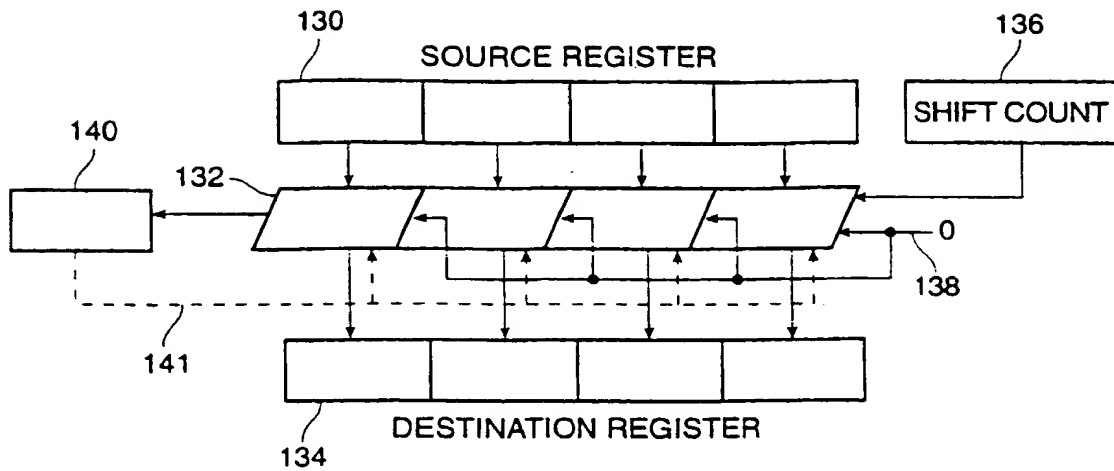 130
136
SOURCE REGISTER
SHIFT COUNT
140
132
0
138
141
DESTINATION REGISTER
134